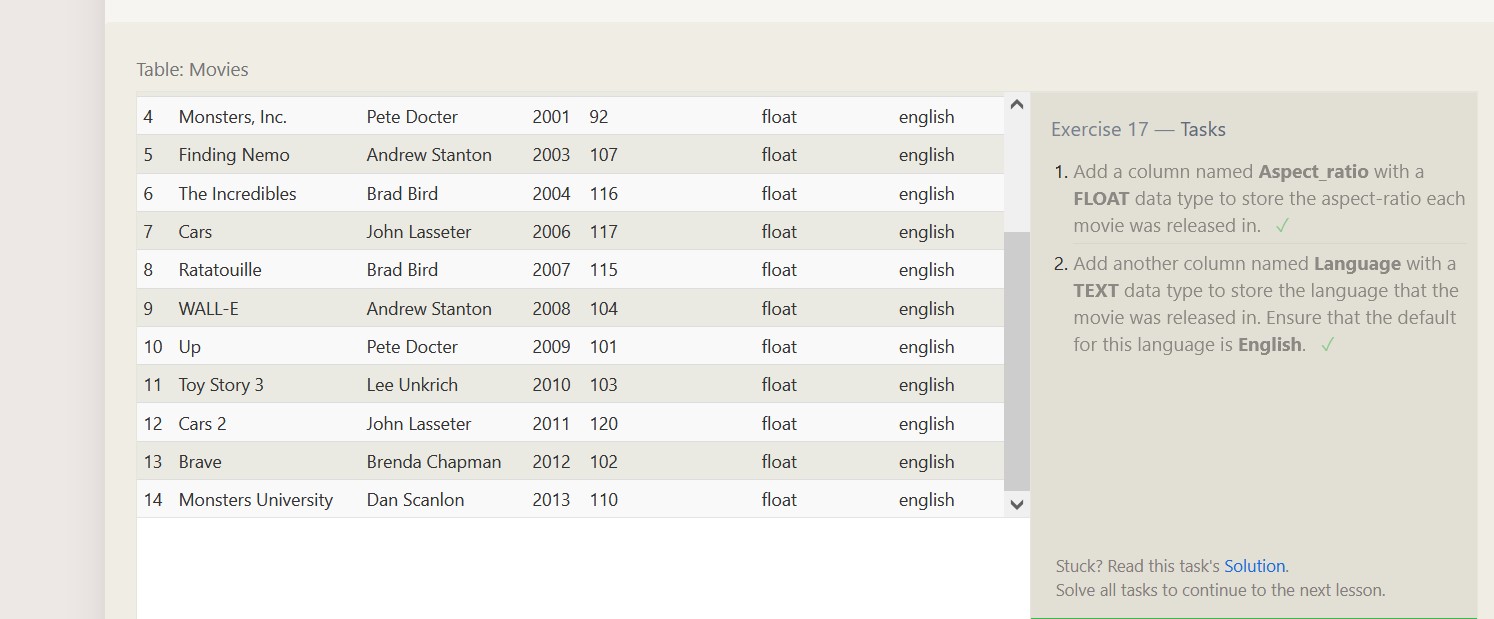 Table: Movies
4 Monsters, Inc. Pete Docter 2001 92 float english
5 Finding Nemo Andrew Stanton 2003 107 float english
6 The Incredibles Brad Bird 2004 116 float english
7 Cars John Lasseter 2006 117 float english
8 Ratatouille Brad Bird 2007 115 float english
9 WALL-E Andrew Stanton 2008 104 float english
10 Up Pete Docter 2009 101 float english
11 Toy Story 3 Lee Unkrich 2010 103 float english
12 Cars 2 John Lasseter 2011 120 float english
13 Brave Brenda Chapman 2012 102 float english
14 Monsters University Dan Scanlon 2013 110 float english
Exercise 17 — Tasks
1. Add a column named Aspect_ratio with a
FLOAT data type to store the aspect-ratio each
movie was released in. ✓
2. Add another column named Language with a
TEXT data type to store the language that the
movie was released in. Ensure that the default
for this language is English. ✓
Stuck? Read this task's Solution.
Solve all tasks to continue to the next lesson.